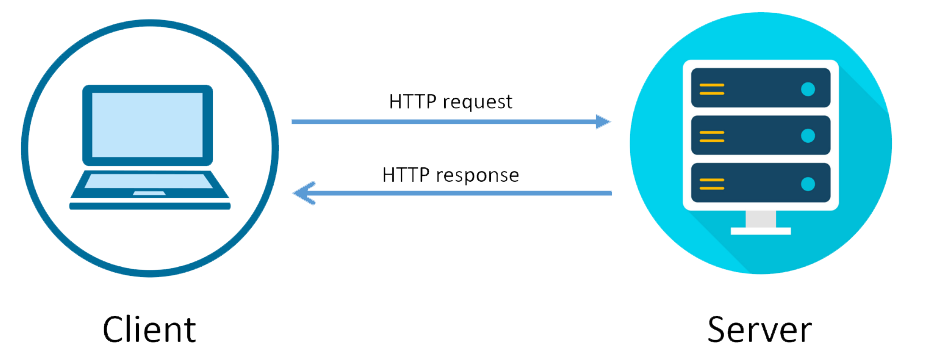 HTTP request
HTTP response
Client
Server